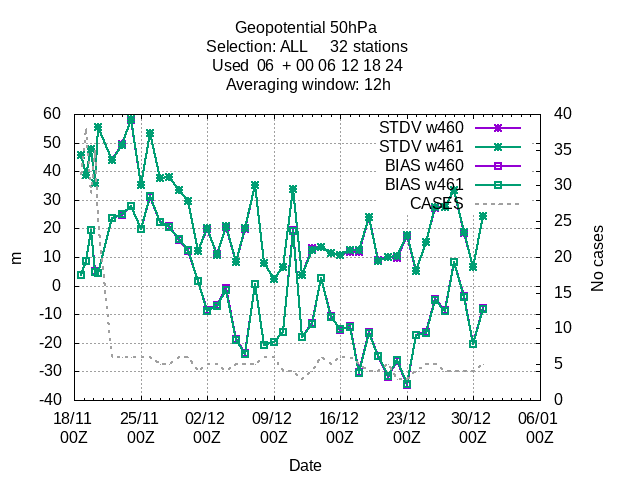 Geopotential 50hPa
Selection: ALL 32 stations
Used 06 + 00 06 12 18 24
Averaging window: 12h
60
50
40
30
20
10
0
-10
-20
-30
-40
m
STDV w460
STDV w461
BIAS w460
BIAS w461
CASES
40
35
30
25
20
15
10
5
0
No cases
18/11 25/11 02/12 09/12 16/12 23/12 30/12 06/01
00Z 00Z 00Z 00Z 00Z 00Z 00Z 00Z
Date